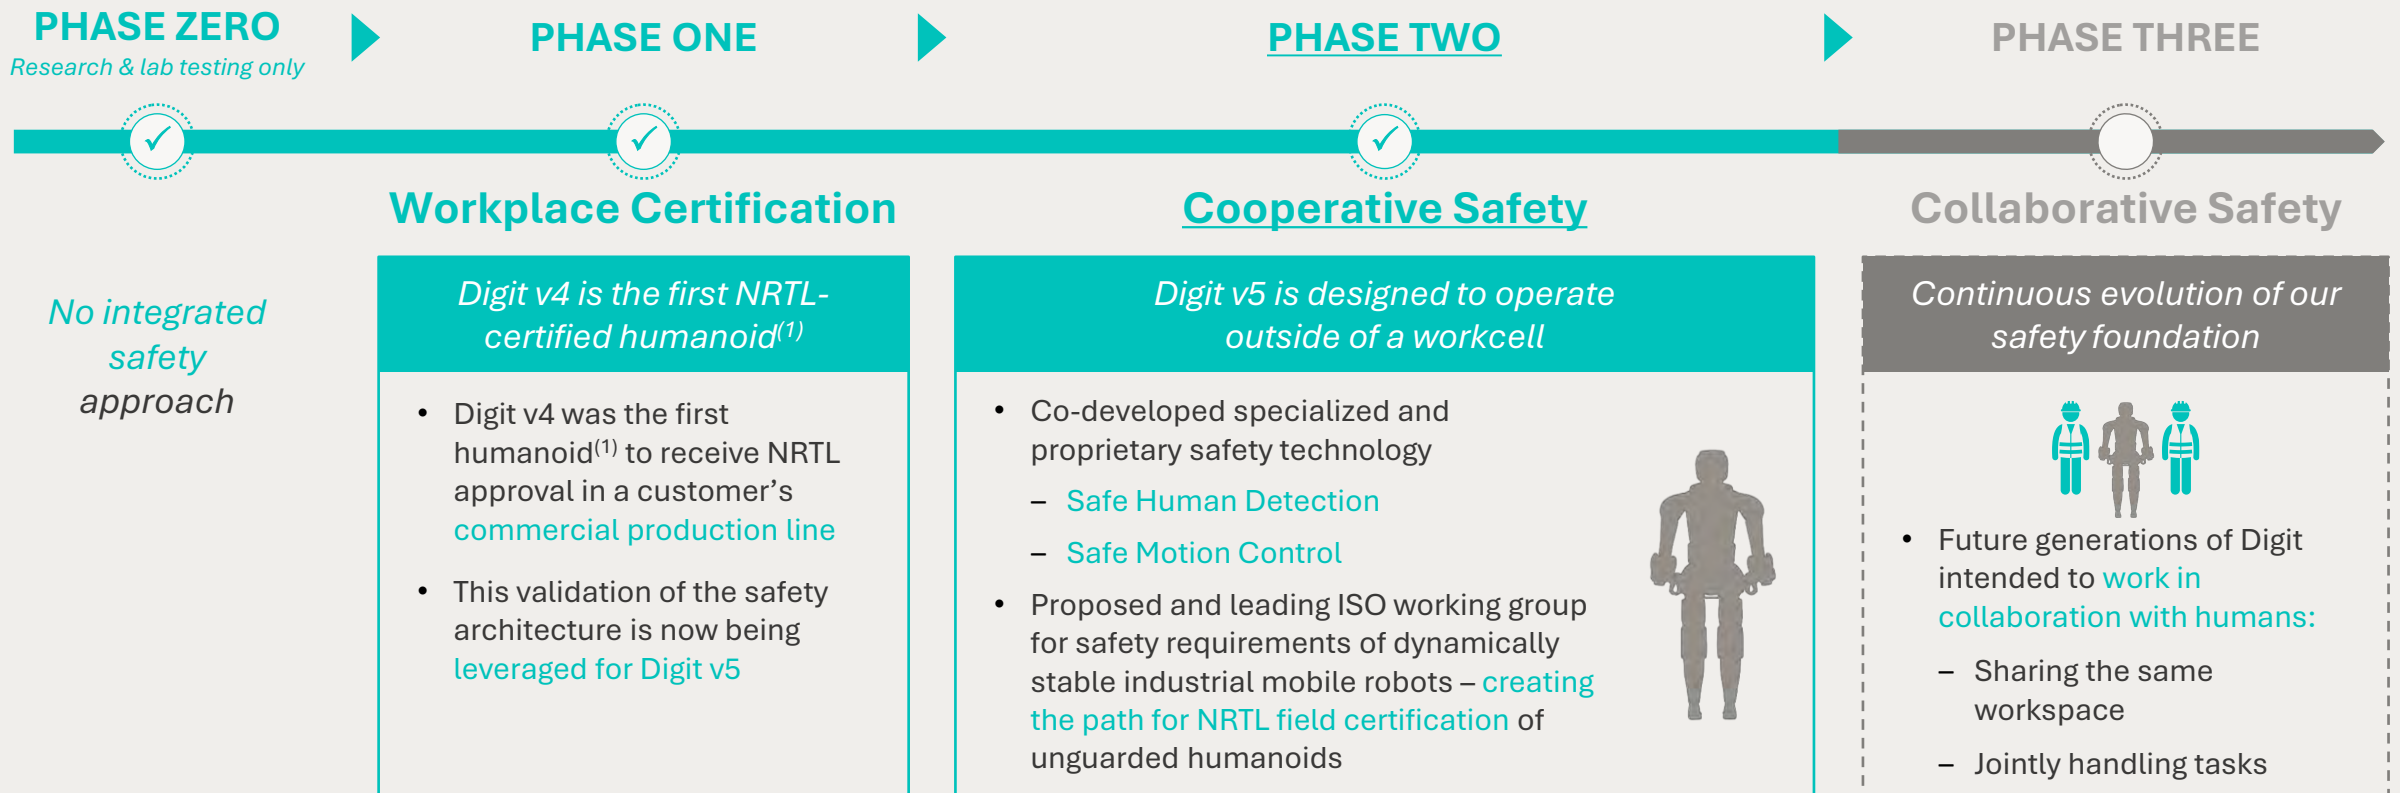 PHASE ZERO
Research & lab testing only
PHASE ONE
PHASE TWO
PHASE THREE
Workplace Certification
Cooperative Safety
Collaborative Safety
No integrated
safety
approach
Digit v4 is the first NRTL-
certified humanoid(1)
• Digit v4 was the first
humanoid(1) to receive NRTL
approval in a customer’s
commercial production line
• This validation of the safety
architecture is now being
leveraged for Digit v5
Digit v5 is designed to operate
outside of a workcell
• Co-developed specialized and
proprietary safety technology
– Safe Human Detection
– Safe Motion Control
• Proposed and leading ISO working group
for safety requirements of dynamically
stable industrial mobile robots – creating
the path for NRTL field certification of
unguarded humanoids
Continuous evolution of our
safety foundation
• Future generations of Digit
intended to work in
collaboration with humans:
– Sharing the same
workspace
– Jointly handling tasks